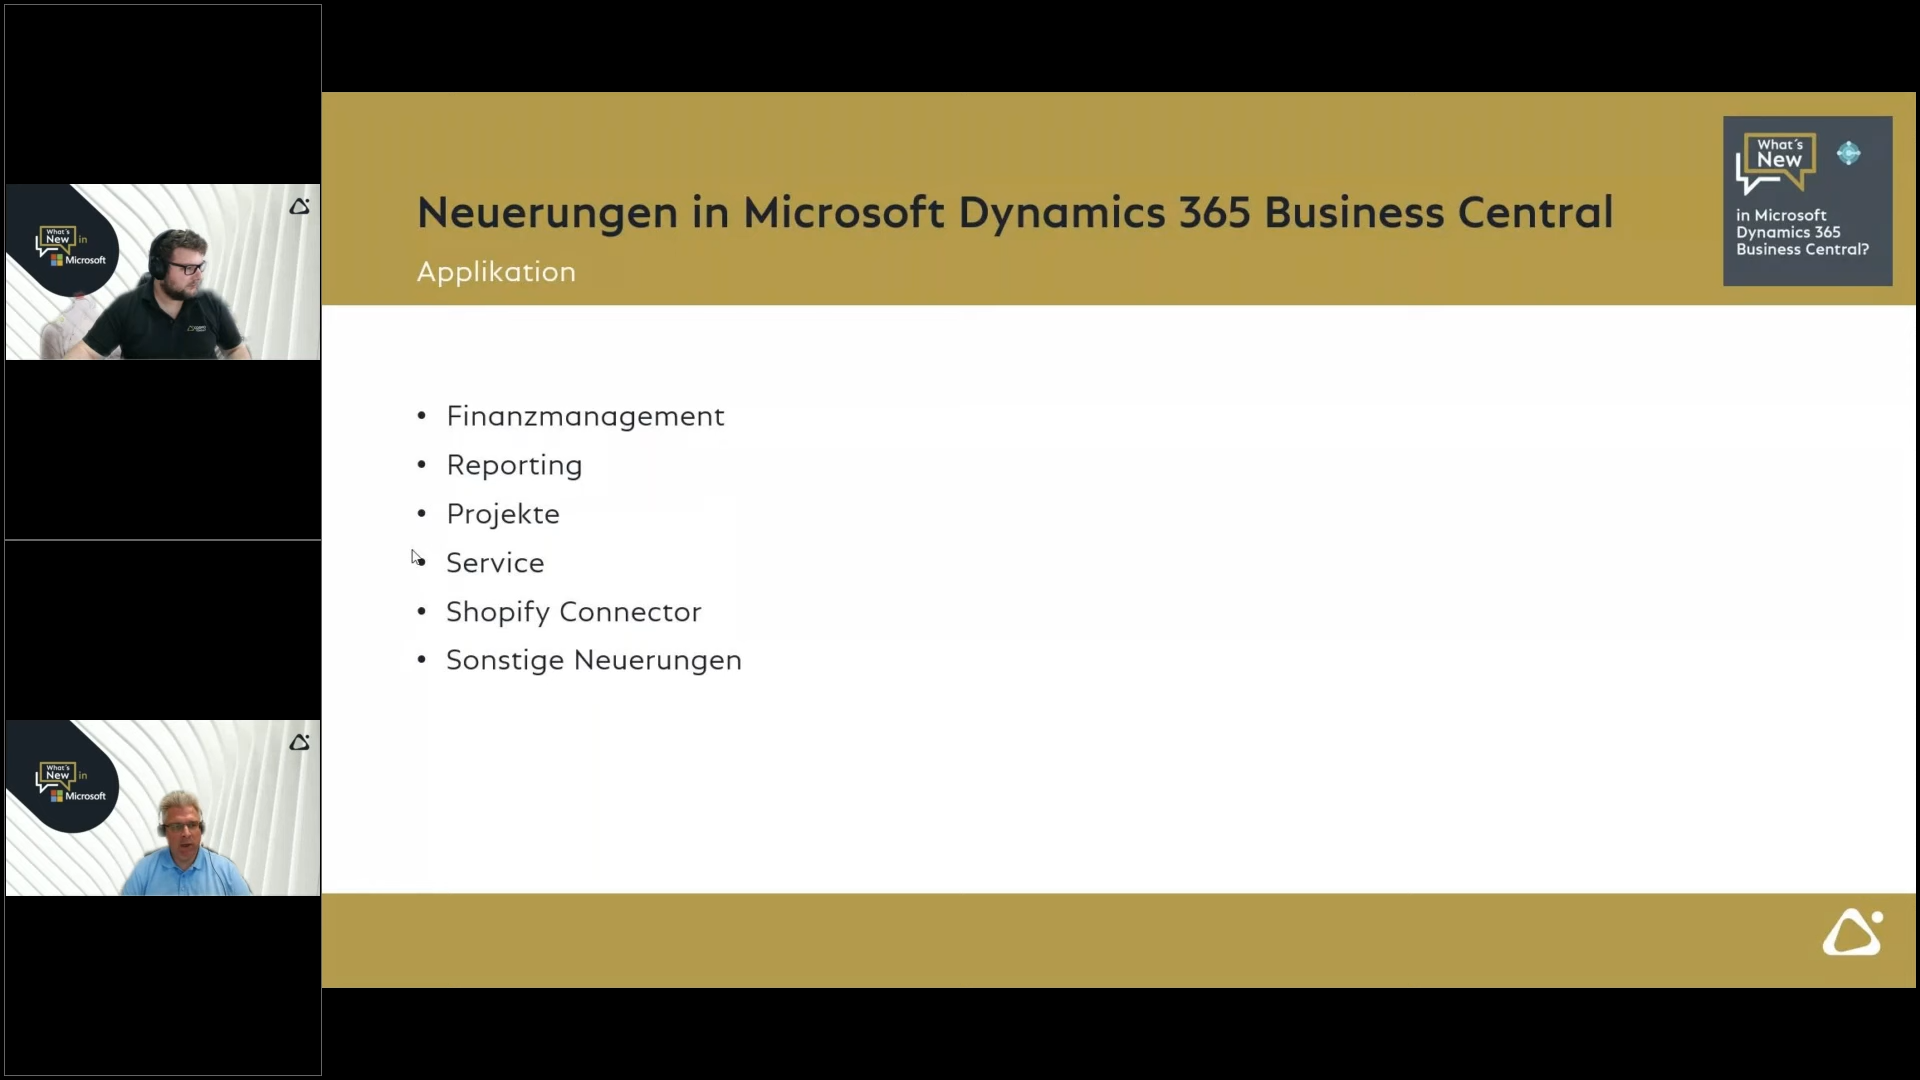 What's
New in
Microsoft
What's
New in
Microsoft
Neuerungen in Microsoft Dynamics 365 Business Central
Applikation
What's
New
in Microsoft
Dynamics 365
Business Central?
• Finanzmanagement
• Reporting
• Projekte
• Service
• Shopify Connector
• Sonstige Neuerungen